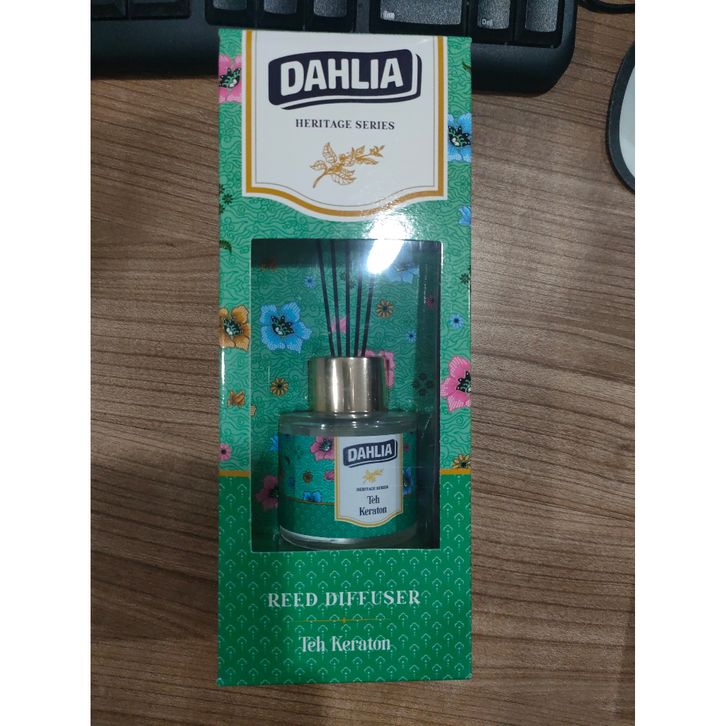 DAHLIA
HERITAGE SERIES
DAHLIA
HERITAGE SERIES
Teh
Keraton
REED DIFFUSER
Teh Keraton